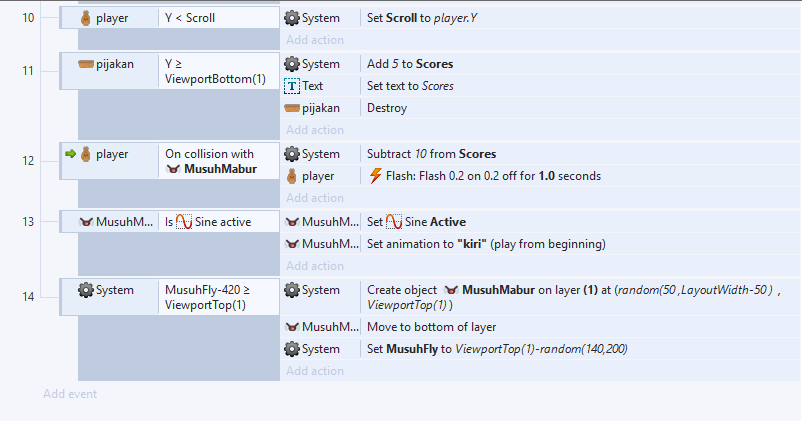 10 player Y < Scroll System Set Scroll to player.Y
Add action
11 pijakan Y ≥ ViewportBottom(1) System Add 5 to Scores
Text Set text to Scores
pijakan Destroy
Add action
12 player On collision with MusuhMabur System Subtract 10 from Scores
player Flash: Flash 0.2 on 0.2 off for 1.0 seconds
Add action
13 MusuhM... Is Sine active MusuhM... Set Sine Active
MusuhM... Set animation to "kiri" (play from beginning)
Add action
14 System MusuhFly-420 ≥ ViewportTop(1) System Create object MusuhMabur on layer (1) at (random(50,LayoutWidth-50) , ViewportTop(1))
MusuhM... Move to bottom of layer
System Set MusuhFly to ViewportTop(1)-random(140,200)
Add action
Add event